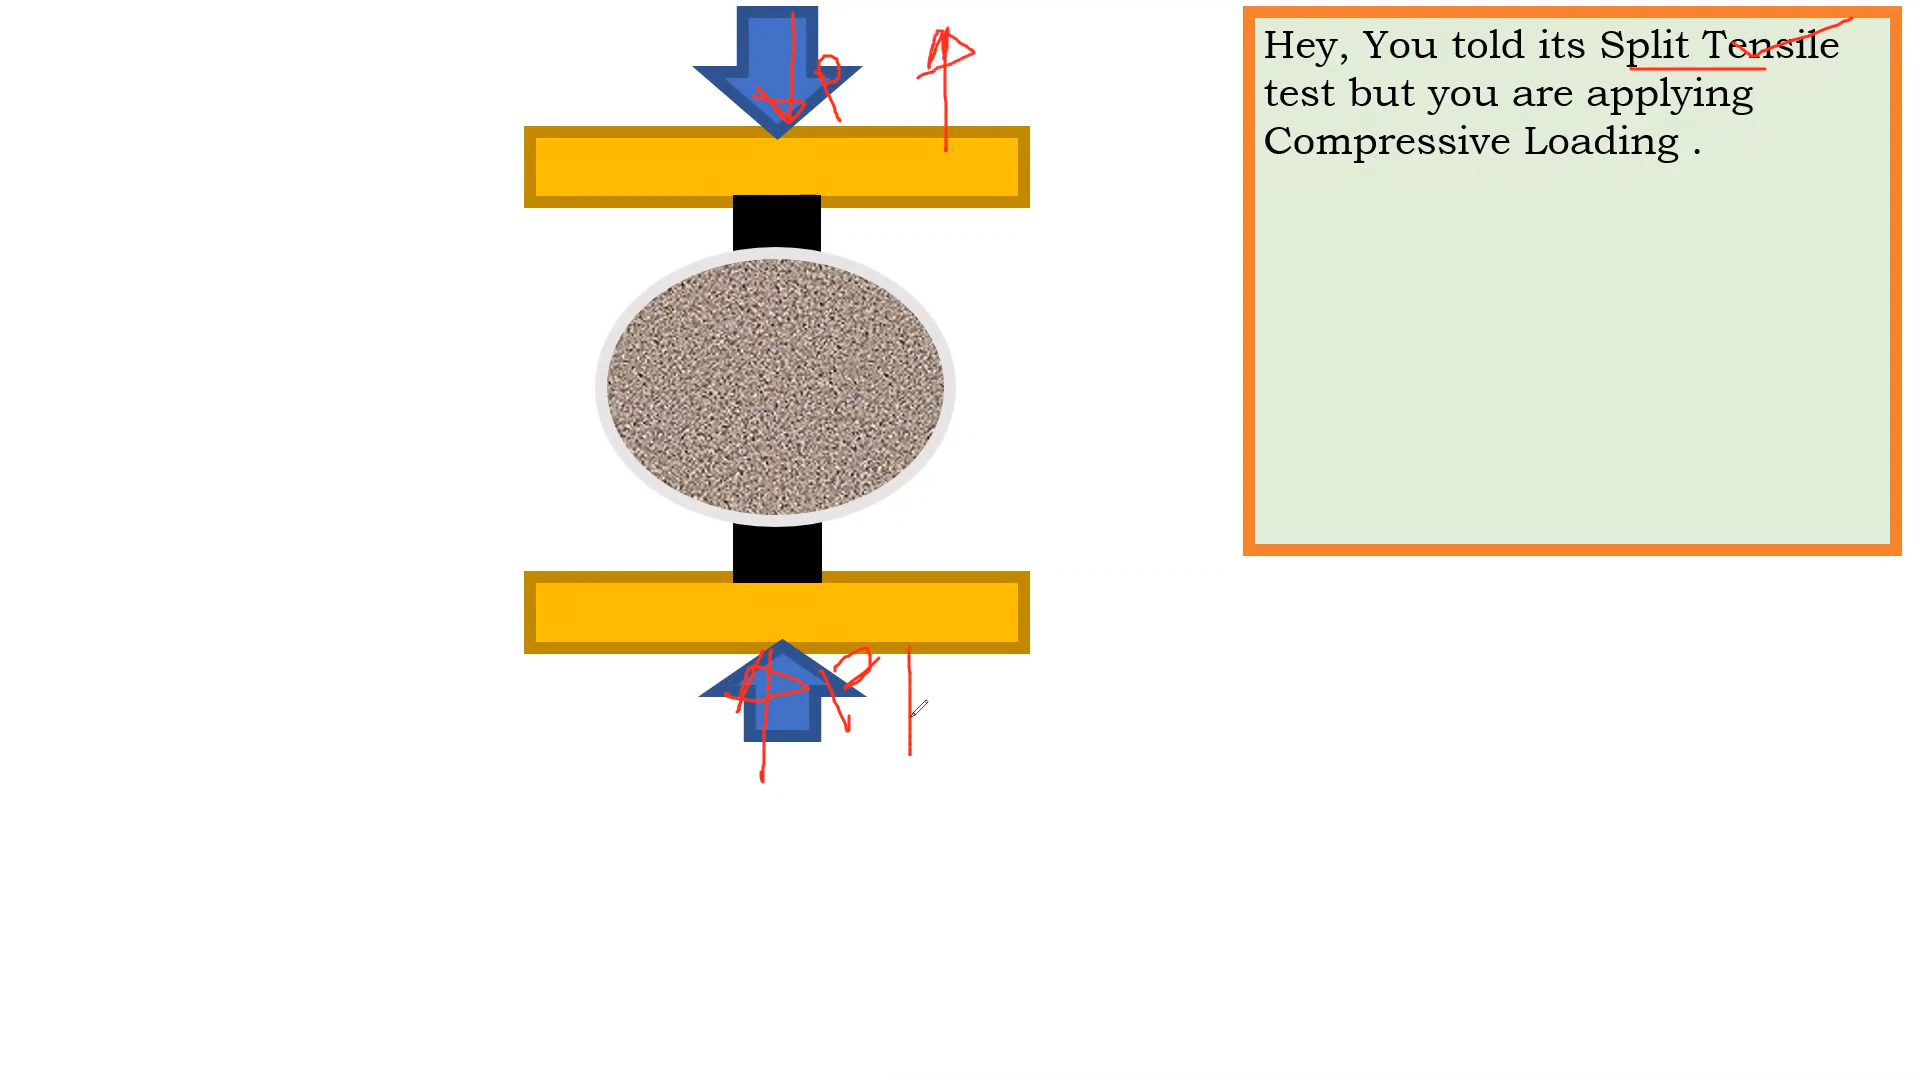 Hey, You told its Split Tensile
test but you are applying
Compressive Loading .
P